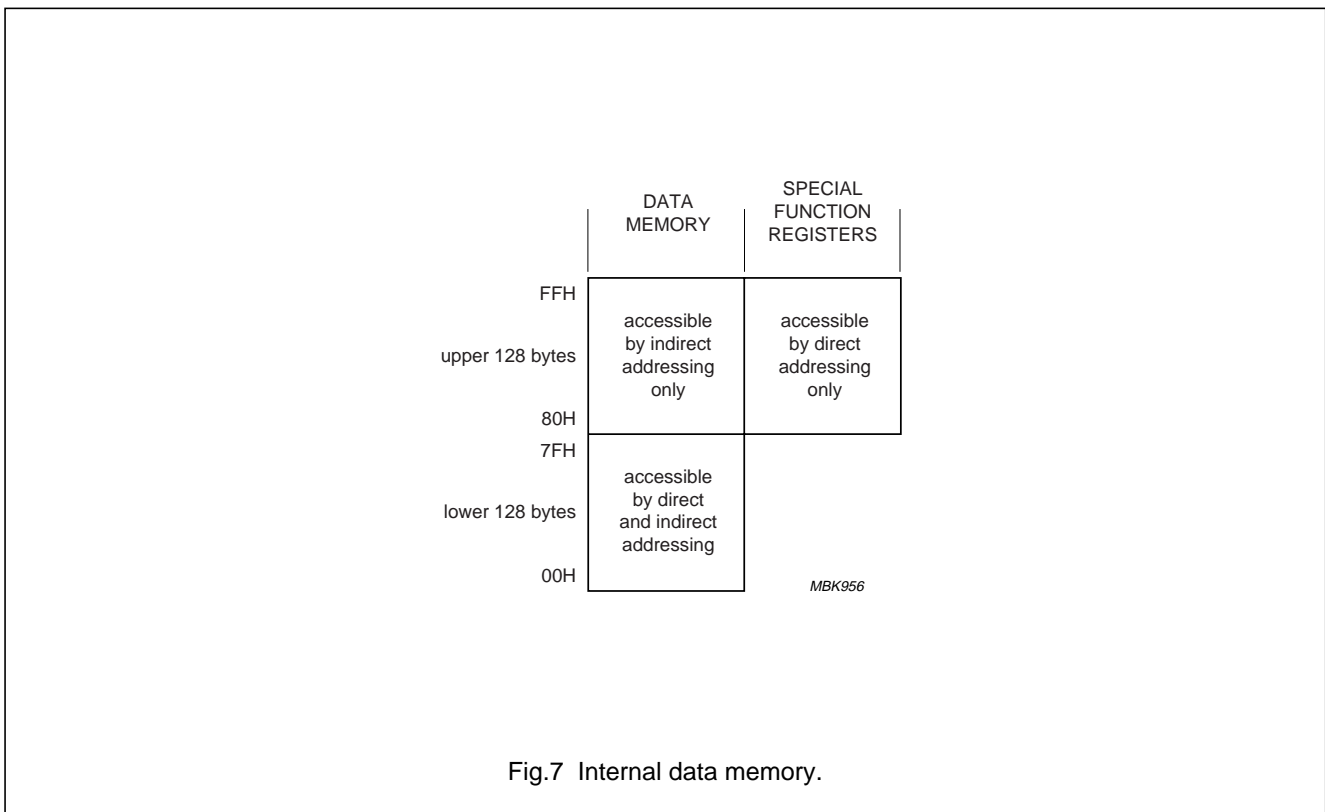 DATA
MEMORY
SPECIAL
FUNCTION
REGISTERS
FFH
upper 128 bytes
80H
accessible
by indirect
addressing
only
accessible
by direct
addressing
only
7FH
lower 128 bytes
00H
accessible
by direct
and indirect
addressing
MBK956
Fig.7 Internal data memory.